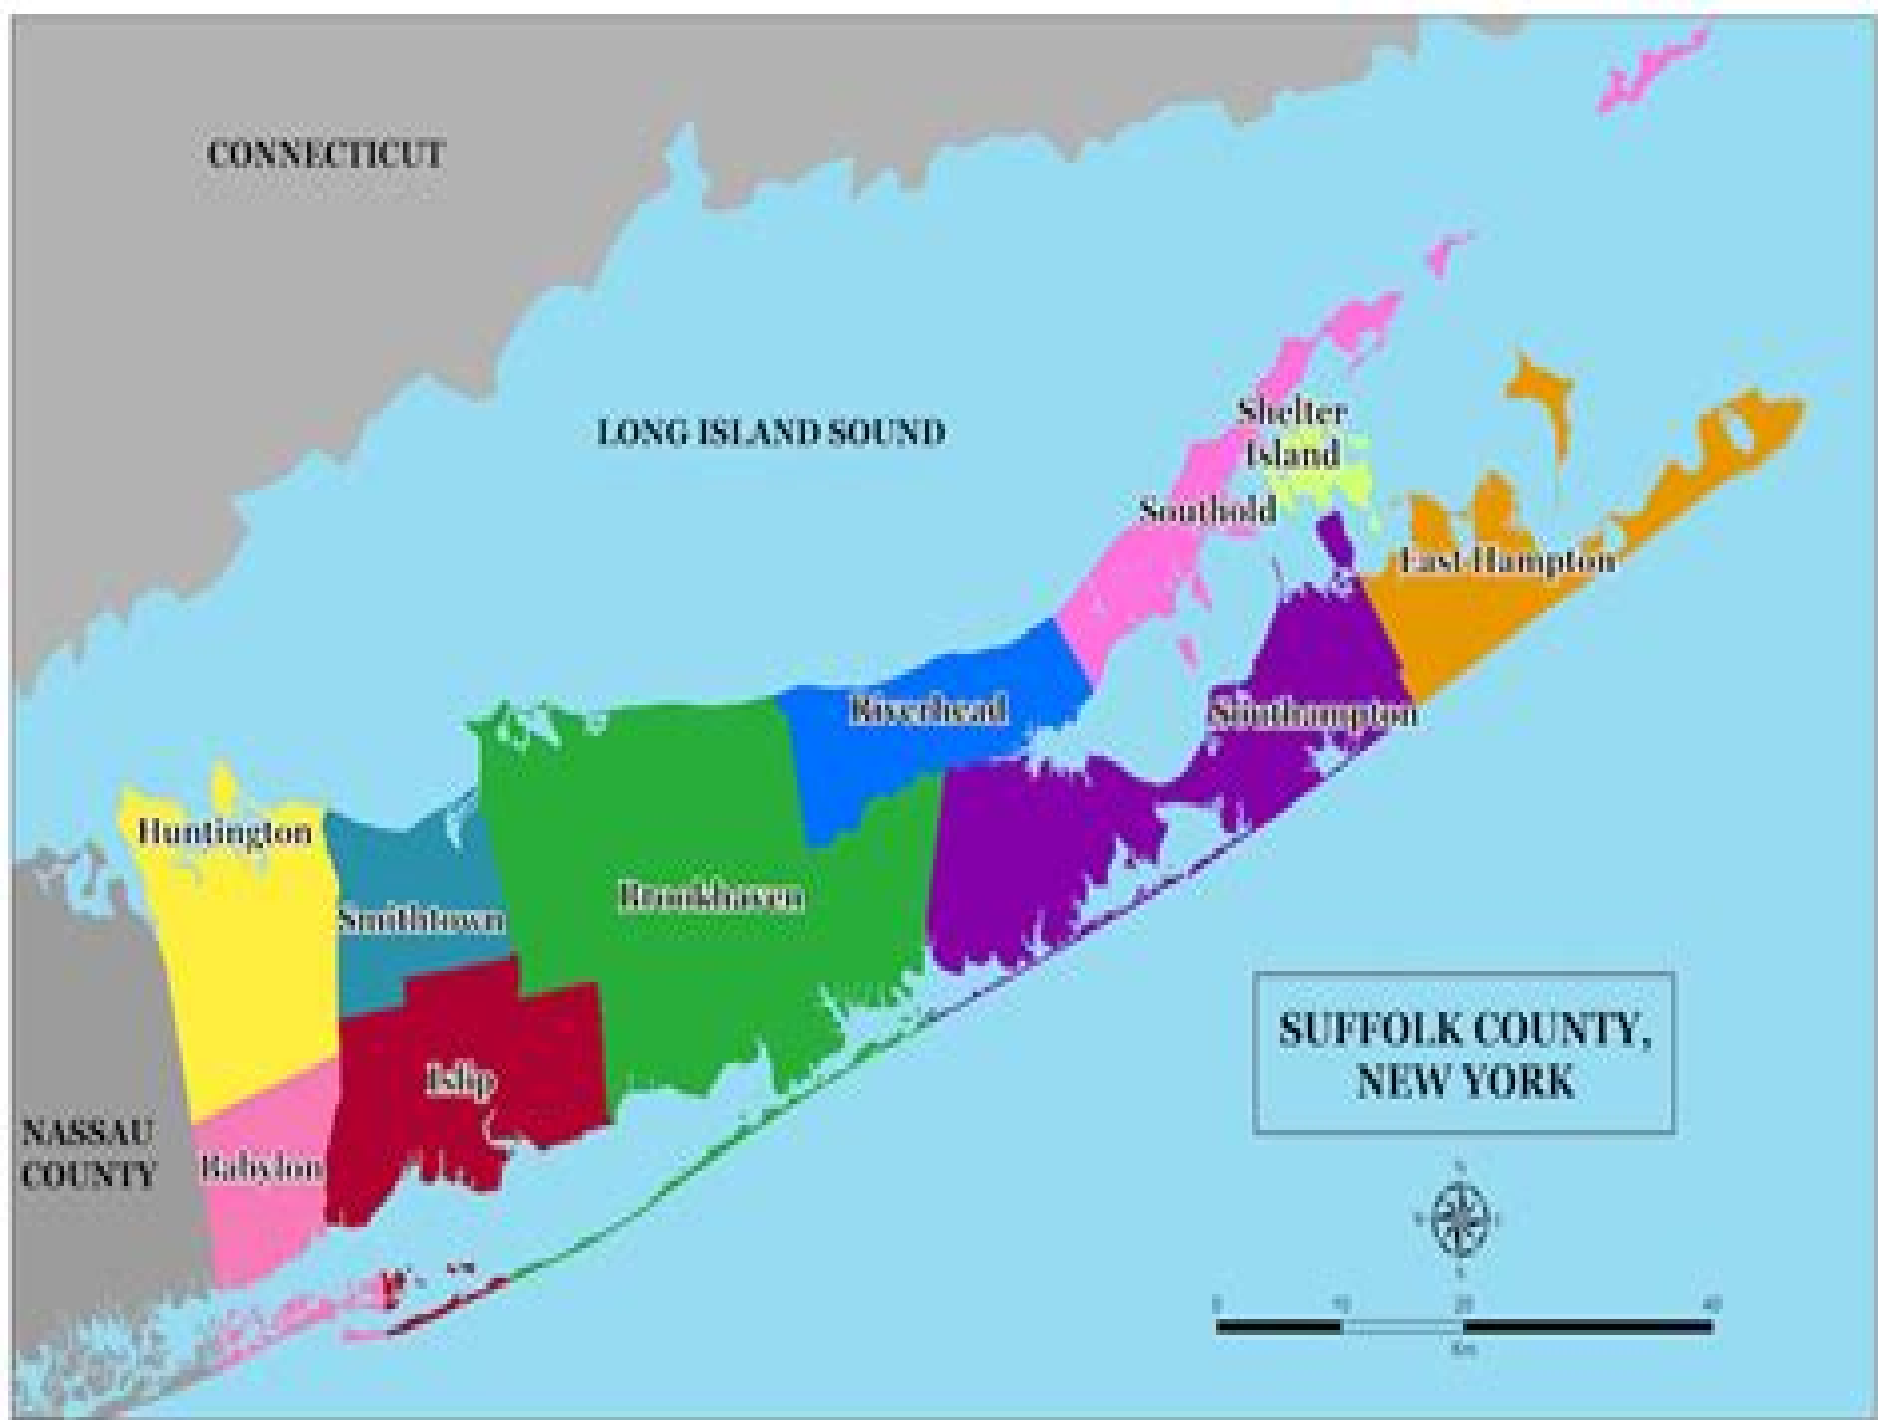 CONNECTICUT
LONG ISLAND SOUND
Shelter
Island
Southold
East Hampton
Riverhead
Southampton
Huntington
Smithtown
Brookhaven
Islip
Babylon
NASSAU
COUNTY
SUFFOLK COUNTY,
NEW YORK
0 10 20 40
Km